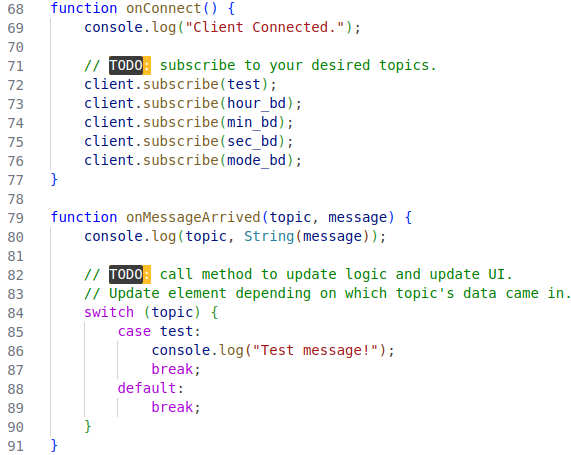 68 function onConnect() {
69     console.log("Client Connected.");
70
71     // TODO: subscribe to your desired topics.
72     client.subscribe(test);
73     client.subscribe(hour_bd);
74     client.subscribe(min_bd);
75     client.subscribe(sec_bd);
76     client.subscribe(mode_bd);
77 }
78
79 function onMessageArrived(topic, message) {
80     console.log(topic, String(message));
81
82     // TODO: call method to update logic and update UI.
83     // Update element depending on which topic's data came in.
84     switch (topic) {
85         case test:
86             console.log("Test message!");
87             break;
88         default:
89             break;
90     }
91 }